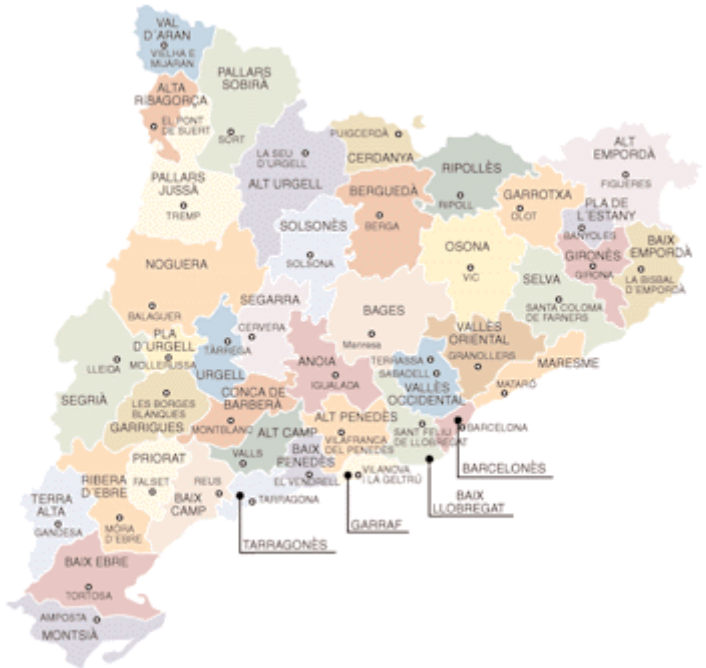 VAL
D´ARAN
VIELHA E
MIJARAN
PALLARS
SOBIRÀ
ALTA
RIBAGORÇA
EL PONT
DE SUERT
SORT
PUIGCERDÀ
CERDANYA
LA SEU
D´URGELL
ALT URGELL
RIPOLLÈS
RIPOLL
ALT
EMPORDÀ
FIGUERES
PALLARS
JUSSÀ
TREMP
BERGUEDÀ
BERGA
GARROTXA
OLOT
PLA DE
L´ESTANY
BANYOLES
SOLSONÈS
SOLSONA
OSONA
VIC
GIRONÈS
GIRONA
BAIX
EMPORDÀ
LA BISBAL
D´EMPORDÀ
NOGUERA
BALAGUER
SELVA
SANTA COLOMA
DE FARNERS
SEGARRA
CERVERA
BAGES
Manresa
VALLÈS
ORIENTAL
GRANOLLERS
PLA
D´URGELL
MOLLERUSSA
TÀRREGA
URGELL
ANOIA
IGUALADA
TERRASSA
SABADELL
VALLÈS
OCCIDENTAL
MARESME
MATARÓ
LLEIDA
SEGRIÀ
LES BORGES
BLANQUES
GARRIGUES
CONCA DE
BARBERÀ
MONTBLANC
ALT CAMP
VALLS
ALT PENEDÈS
VILAFRANCA
DEL PENEDÈS
SANT FELIU
DE LLOBREGAT
BARCELONA
BARCELONÈS
BAIX
PENEDÈS
EL VENDRELL
VILANOVA
I LA GELTRÚ
BAIX
LLOBREGAT
GARRAF
PRIORAT
FALSET
RIBERA
D´EBRE
MÓRA
D´EBRE
REUS
BAIX
CAMP
TARRAGONA
TARRAGONÈS
TERRA
ALTA
GANDESA
BAIX EBRE
TORTOSA
AMPOSTA
MONTSIÀ